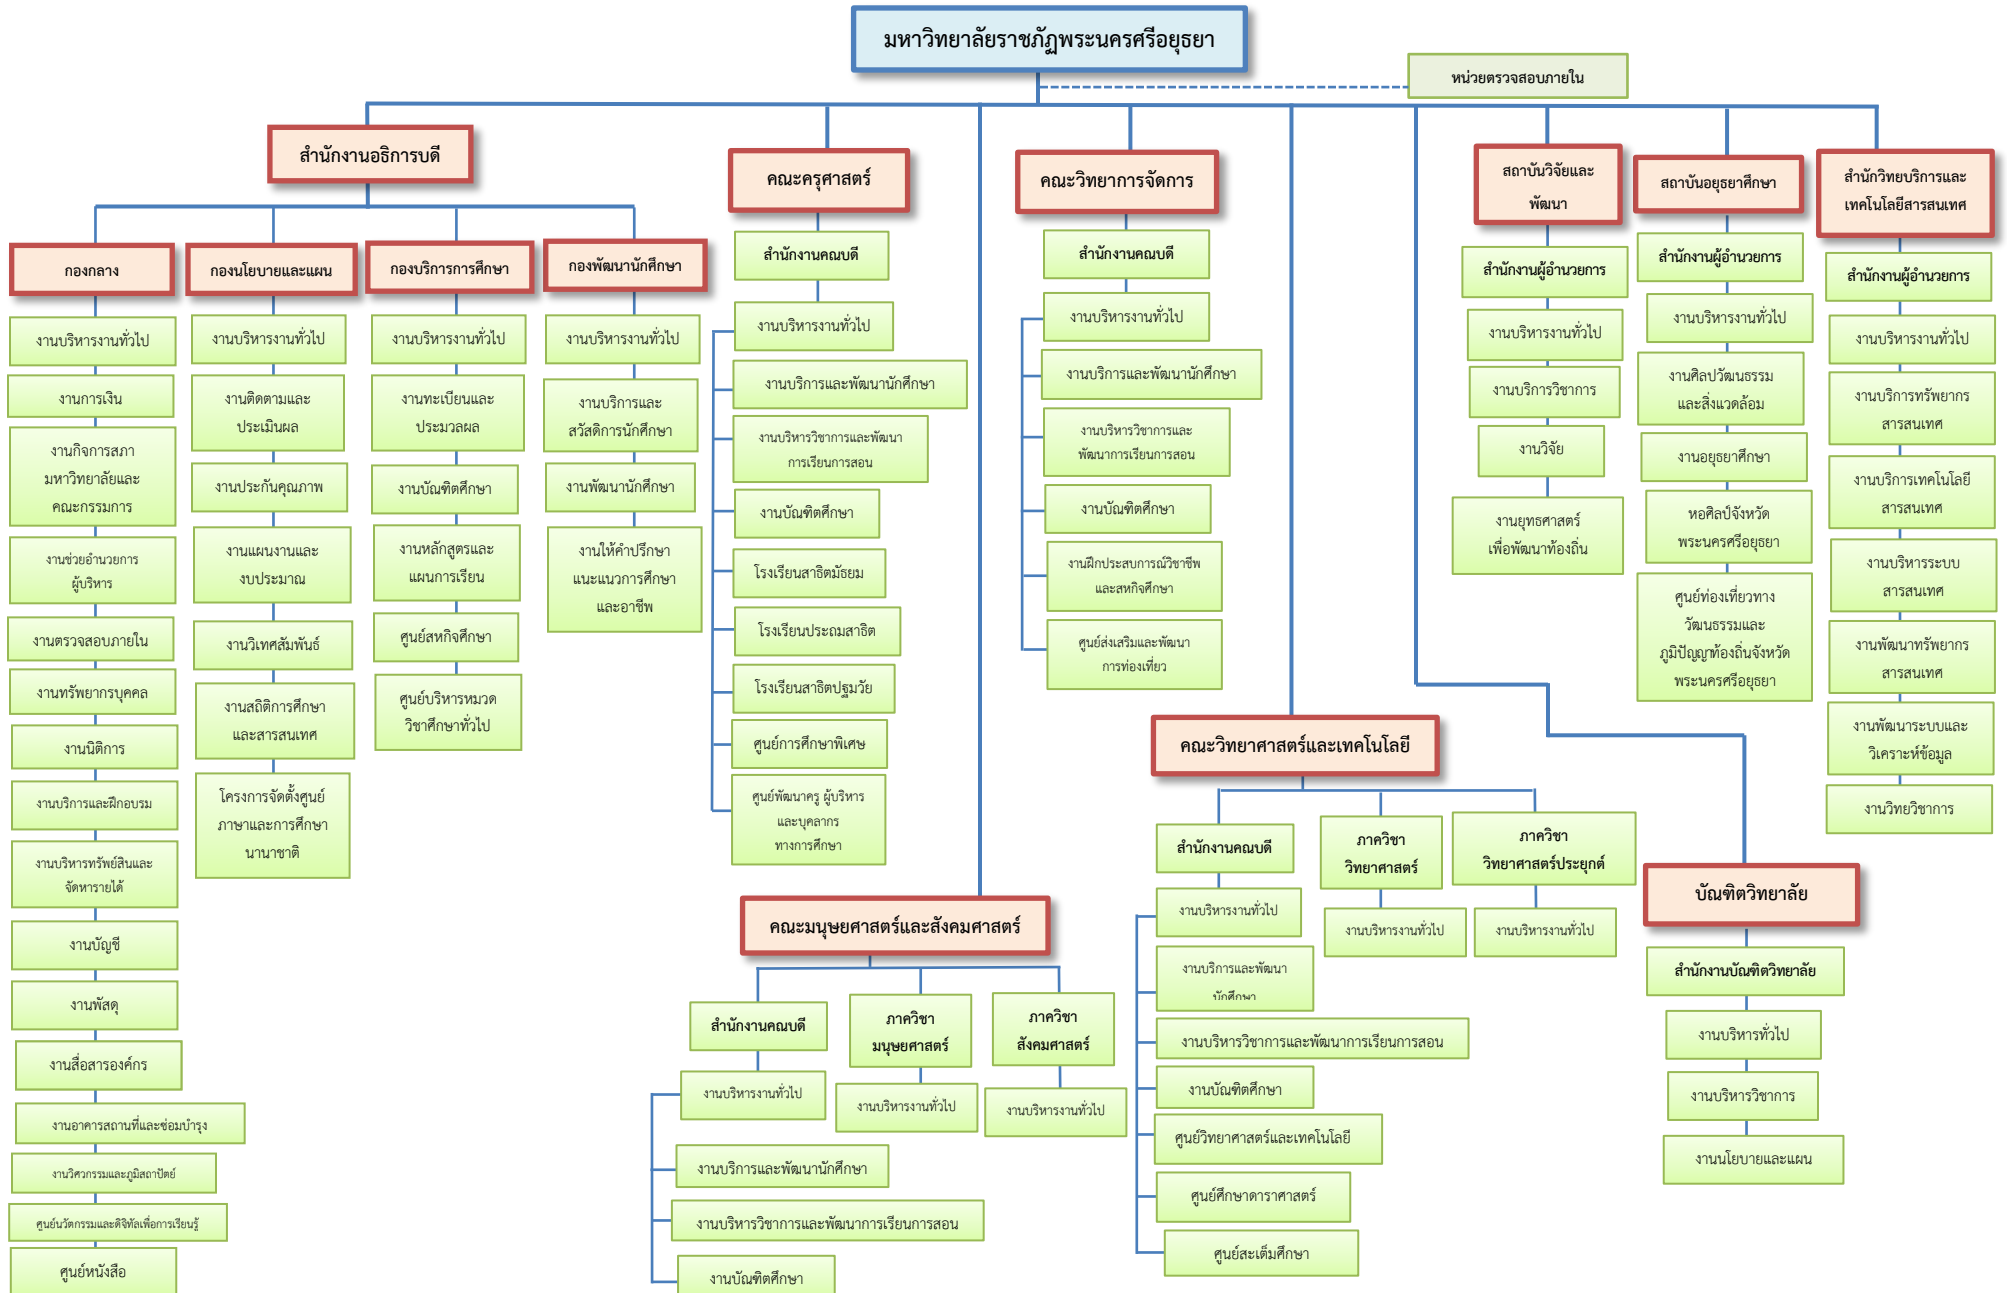 มหาวิทยาลัยราชภัฏพระนครศรีอยุธยา
หน่วยตรวจสอบภายใน
สำนักงานอธิการบดี
กองกลาง
งานบริหารงานทั่วไป
งานการเงิน
งานกิจการสภา
มหาวิทยาลัยและ
คณะกรรมการ
งานช่วยอำนวยการ
ผู้บริหาร
งานตรวจสอบภายใน
งานทรัพยากรบุคคล
งานนิติการ
งานบริการและฝึกอบรม
งานบริหารทรัพย์สินและ
จัดหารายได้
งานบัญชี
งานพัสดุ
งานสื่อสารองค์กร
งานอาคารสถานที่และซ่อมบำรุง
งานวิศวกรรมและภูมิสถาปัตย์
ศูนย์นวัตกรรมและดิจิทัลเพื่อการเรียนรู้
ศูนย์หนังสือ
กองนโยบายและแผน
งานบริหารงานทั่วไป
งานติดตามและ
ประเมินผล
งานประกันคุณภาพ
งานแผนงานและ
งบประมาณ
งานวิเทศสัมพันธ์
งานสถิติการศึกษา
และสารสนเทศ
โครงการจัดตั้งศูนย์
ภาษาและการศึกษา
นานาชาติ
กองบริการการศึกษา
งานบริหารงานทั่วไป
งานทะเบียนและ
ประมวลผล
งานบัณฑิตศึกษา
งานหลักสูตรและ
แผนการเรียน
ศูนย์สหกิจศึกษา
ศูนย์บริหารหมวด
วิชาศึกษาทั่วไป
กองพัฒนานักศึกษา
งานบริหารงานทั่วไป
งานบริการและ
สวัสดิการนักศึกษา
งานพัฒนานักศึกษา
งานให้คำปรึกษา
แนะแนวการศึกษา
และอาชีพ
คณะครุศาสตร์
สำนักงานคณบดี
งานบริหารงานทั่วไป
งานบริการและพัฒนานักศึกษา
งานบริหารวิชาการและพัฒนา
การเรียนการสอน
งานบัณฑิตศึกษา
โรงเรียนสาธิตมัธยม
โรงเรียนประถมสาธิต
โรงเรียนสาธิตปฐมวัย
ศูนย์การศึกษาพิเศษ
ศูนย์พัฒนาครู ผู้บริหาร
และบุคลากร
ทางการศึกษา
คณะมนุษยศาสตร์และสังคมศาสตร์
สำนักงานคณบดี
งานบริหารงานทั่วไป
งานบริการและพัฒนานักศึกษา
งานบริหารวิชาการและพัฒนาการเรียนการสอน
งานบัณฑิตศึกษา
ภาควิชา
มนุษยศาสตร์
งานบริหารงานทั่วไป
ภาควิชา
สังคมศาสตร์
งานบริหารงานทั่วไป
คณะวิทยาการจัดการ
สำนักงานคณบดี
งานบริหารงานทั่วไป
งานบริการและพัฒนานักศึกษา
งานบริหารวิชาการและ
พัฒนาการเรียนการสอน
งานบัณฑิตศึกษา
งานฝึกประสบการณ์วิชาชีพ
และสหกิจศึกษา
ศูนย์ส่งเสริมและพัฒนา
การท่องเที่ยว
คณะวิทยาศาสตร์และเทคโนโลยี
สำนักงานคณบดี
งานบริหารงานทั่วไป
งานบริการและพัฒนา
นักศึกษา
งานบริหารวิชาการและพัฒนาการเรียนการสอน
งานบัณฑิตศึกษา
ศูนย์วิทยาศาสตร์และเทคโนโลยี
ศูนย์ศึกษาดาราศาสตร์
ศูนย์สะเต็มศึกษา
ภาควิชา
วิทยาศาสตร์
งานบริหารงานทั่วไป
ภาควิชา
วิทยาศาสตร์ประยุกต์
งานบริหารงานทั่วไป
บัณฑิตวิทยาลัย
สำนักงานบัณฑิตวิทยาลัย
งานบริหารทั่วไป
งานบริหารวิชาการ
งานนโยบายและแผน
สถาบันวิจัยและ
พัฒนา
สำนักงานผู้อำนวยการ
งานบริหารงานทั่วไป
งานบริการวิชาการ
งานวิจัย
งานยุทธศาสตร์
เพื่อพัฒนาท้องถิ่น
สถาบันอยุธยาศึกษา
สำนักงานผู้อำนวยการ
งานบริหารงานทั่วไป
งานศิลปวัฒนธรรม
และสิ่งแวดล้อม
งานอยุธยาศึกษา
หอศิลป์จังหวัด
พระนครศรีอยุธยา
ศูนย์ท่องเที่ยวทาง
วัฒนธรรมและ
ภูมิปัญญาท้องถิ่นจังหวัด
พระนครศรีอยุธยา
สำนักวิทยบริการและ
เทคโนโลยีสารสนเทศ
สำนักงานผู้อำนวยการ
งานบริหารงานทั่วไป
งานบริการทรัพยากร
สารสนเทศ
งานบริการเทคโนโลยี
สารสนเทศ
งานบริหารระบบ
สารสนเทศ
งานพัฒนาทรัพยากร
สารสนเทศ
งานพัฒนาระบบและ
วิเคราะห์ข้อมูล
งานวิทยวิชาการ